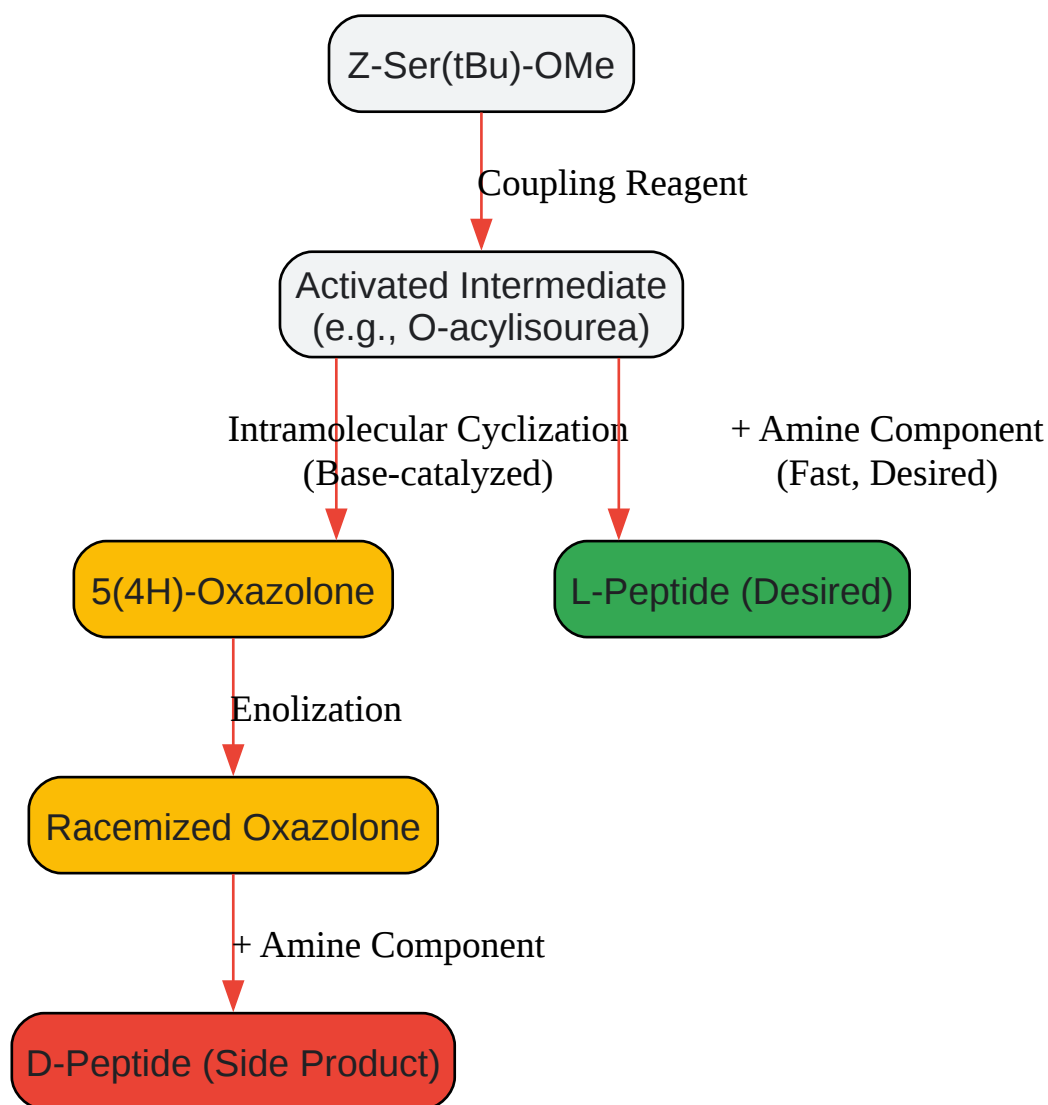 Z-Ser(tBu)-OMe
Coupling Reagent
Activated Intermediate
(e.g., O-acylisourea)
Intramolecular Cyclization
(Base-catalyzed)
+ Amine Component
(Fast, Desired)
5(4H)-Oxazolone
L-Peptide (Desired)
Enolization
Racemized Oxazolone
+ Amine Component
D-Peptide (Side Product)